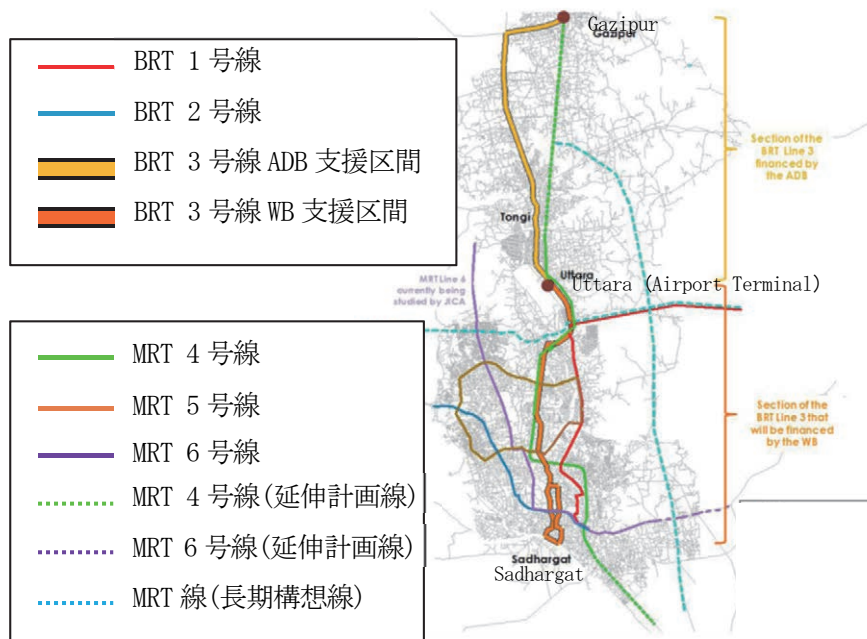 BRT 1号線
BRT 2号線
BRT 3号線 ADB 支援区間
BRT 3号線 WB 支援区間
MRT 4号線
MRT 5号線
MRT 6号線
MRT 4号線(延伸計画線)
MRT 6号線(延伸計画線)
MRT 線(長期構想線)
Gazipur
Gazipur
Section of the
BRT Line 3
financed by
the ADB
Tongi
Uttara
Uttara (Airport Terminal)
MRT Line 6
currently being
studied by JICA
Section of the
BRT Line 3 that
will be financed
by the WB
Sadhargat
Sadhargat